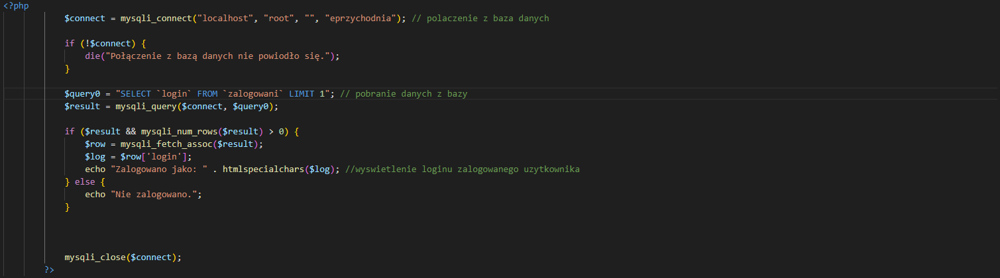 <?php
$connect = mysqli_connect("localhost", "root", "", "eprzychodnia"); // polaczenie z baza danych
if (!$connect) {
die("Połączenie z bazą danych nie powiodło się.");
}
$query0 = "SELECT `login` FROM `zalogowani` LIMIT 1"; // pobranie danych z bazy
$result = mysqli_query($connect, $query0);
if ($result && mysqli_num_rows($result) > 0) {
$row = mysqli_fetch_assoc($result);
$log = $row['login'];
echo "Zalogowano jako: " . htmlspecialchars($log); //wyswietlenie loginu zalogowanego uzytkownika
} else {
echo "Nie zalogowano.";
}
mysqli_close($connect);
?>